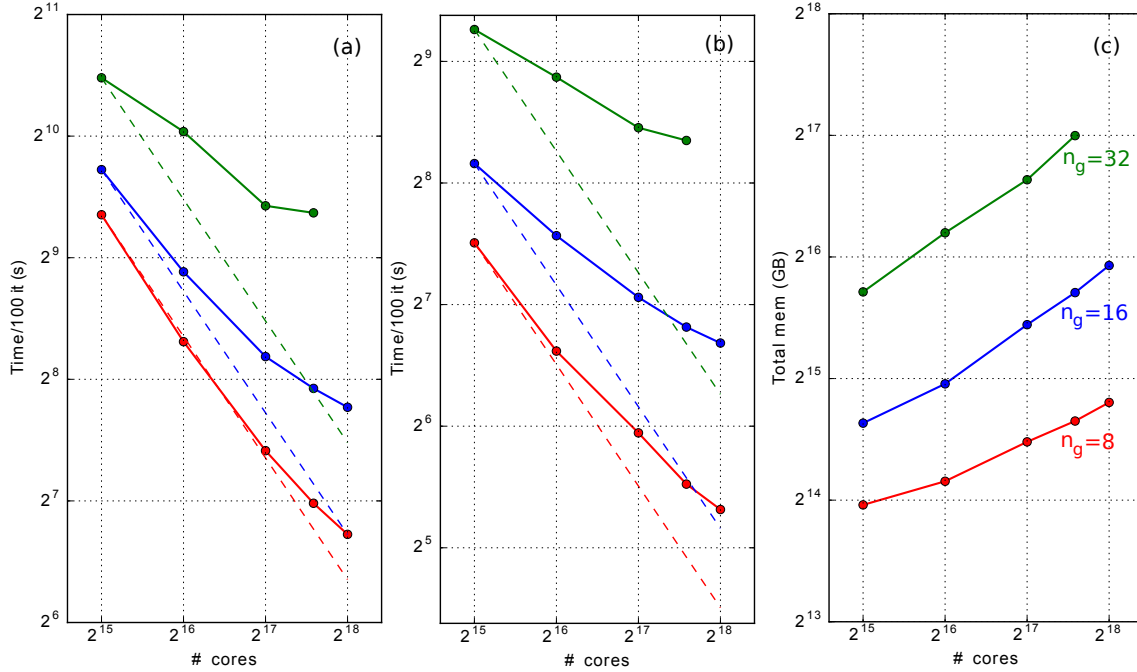 (a)
2^11
2^10
2^9
2^8
2^7
2^6
Time/100 it (s)
2^15 2^16 2^17 2^18
# cores
(b)
2^9
2^8
2^7
2^6
2^5
Time/100 it (s)
2^15 2^16 2^17 2^18
# cores
(c)
2^18
2^17
2^16
2^15
2^14
2^13
Total mem (GB)
n_g=32
n_g=16
n_g=8
2^15 2^16 2^17 2^18
# cores